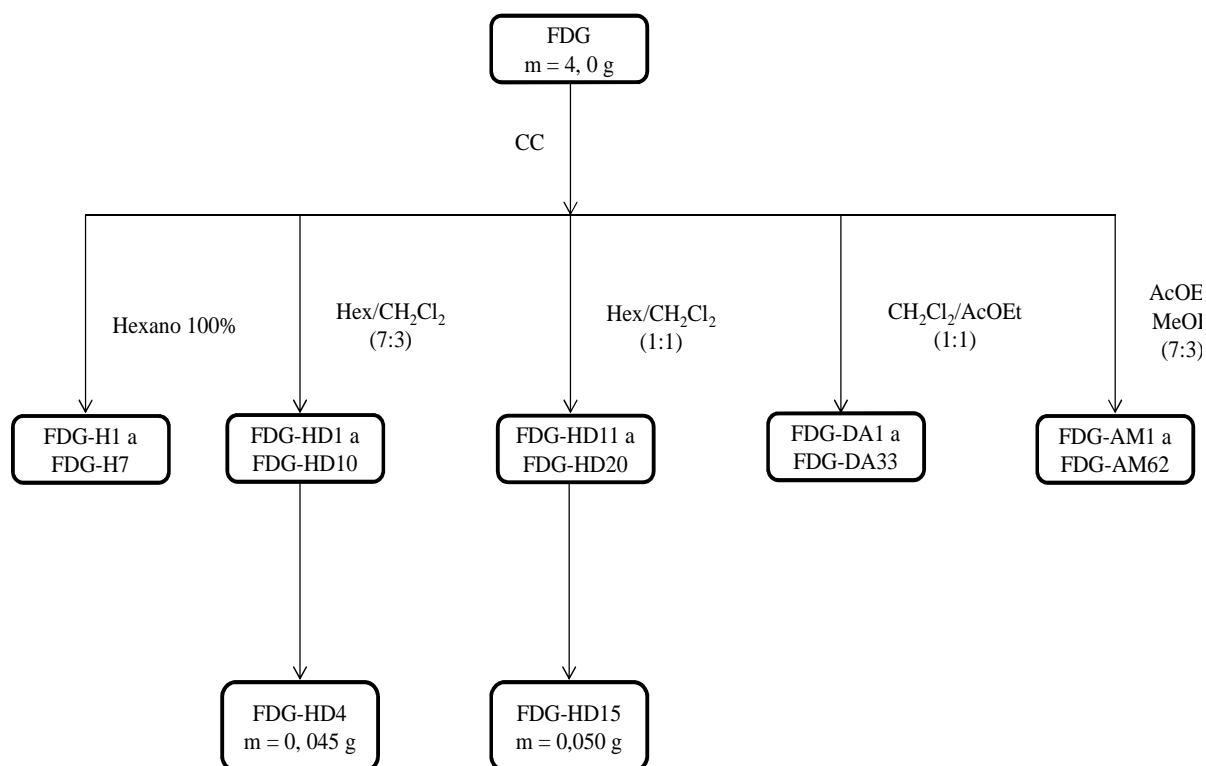 FDG
m = 4, 0 g
CC
Hexano 100%
Hex/CH₂Cl₂
(7:3)
Hex/CH₂Cl₂
(1:1)
CH₂Cl₂/AcOEt
(1:1)
(7:3)
FDG-H1 a
FDG-H7
FDG-HD1 a
FDG-HD10
FDG-HD11 a
FDG-HD20
FDG-DA1 a
FDG-DA33
FDG-AM1 a
FDG-AM62
FDG-HD4
m = 0, 045 g
FDG-HD15
m = 0,050 g